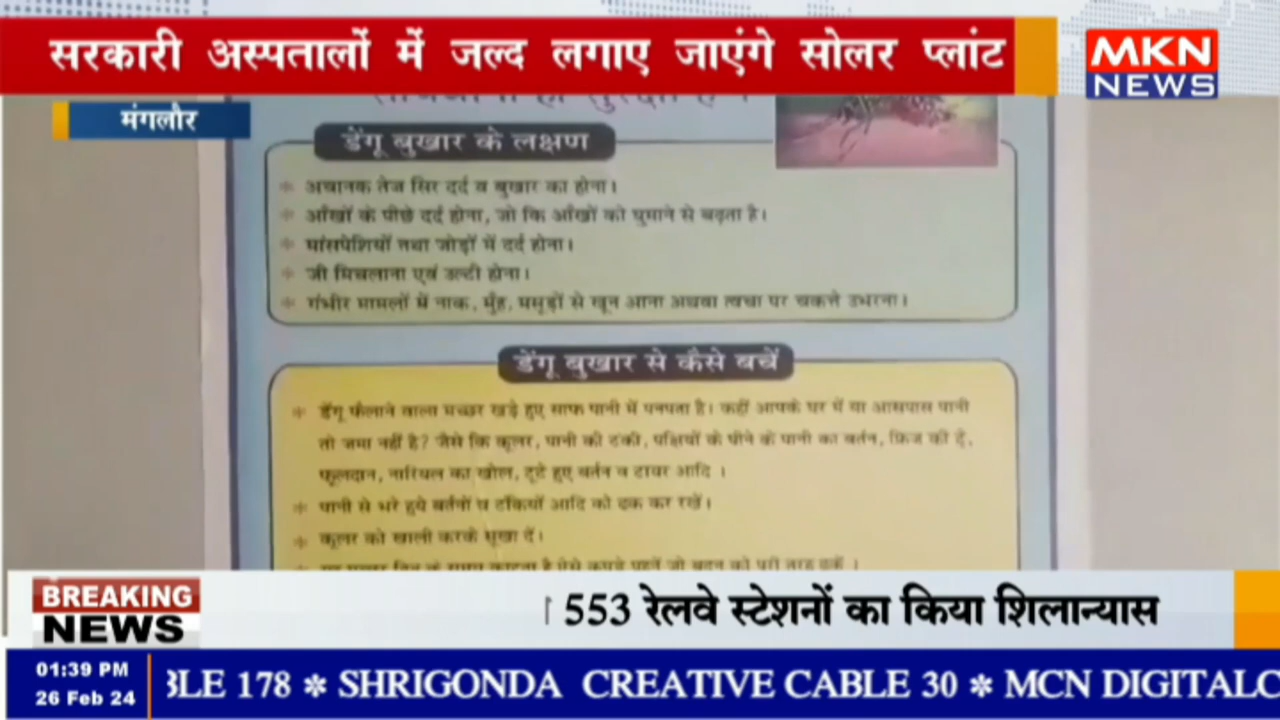 सरकारी अस्पतालों में जल्द लगाए जाएंगे सोलर प्लांट
MKN
NEWS
मंगलौर
डेंगू बुखार के लक्षण
अचानक तेज सिर दर्द व बुखार का होना।
आँखों के पीछे दर्द होना, जो कि आँखों को घुमाने से बढ़ता है।
मांसपेशियों तथा जोड़ों में दर्द होना।
जी मिचलाना एवं उल्टी होना।
गंभीर मामलों में नाक, मुँह, मसूड़ों से खून आना अथवा त्वचा पर चकत्ते उभरना।
डेंगू बुखार से कैसे बचें
डेंगू फैलाने वाला मच्छर खड़े हुए साफ पानी में पनपता है। कहीं आपके घर में या आसपास पानी
तो जमा नहीं है? जैसे कि कूलर, पानी की टंकी, पक्षियों के पीने के पानी का बर्तन, फ्रिज की ट्रे,
फूलदान, नारियल का खोल, टूटे हुए बर्तन व टायर आदि ।
पानी से भरे हुये बर्तनों व टंकियों आदि को ढक कर रखें।
कूलर को खाली करके सूखा दें।
BREAKING
NEWS
553 रेलवे स्टेशनों का किया शिलान्यास
01:39 PM
26 Feb 24
BLE 178 * SHRIGONDA CREATIVE CABLE 30 * MCN DIGITALC